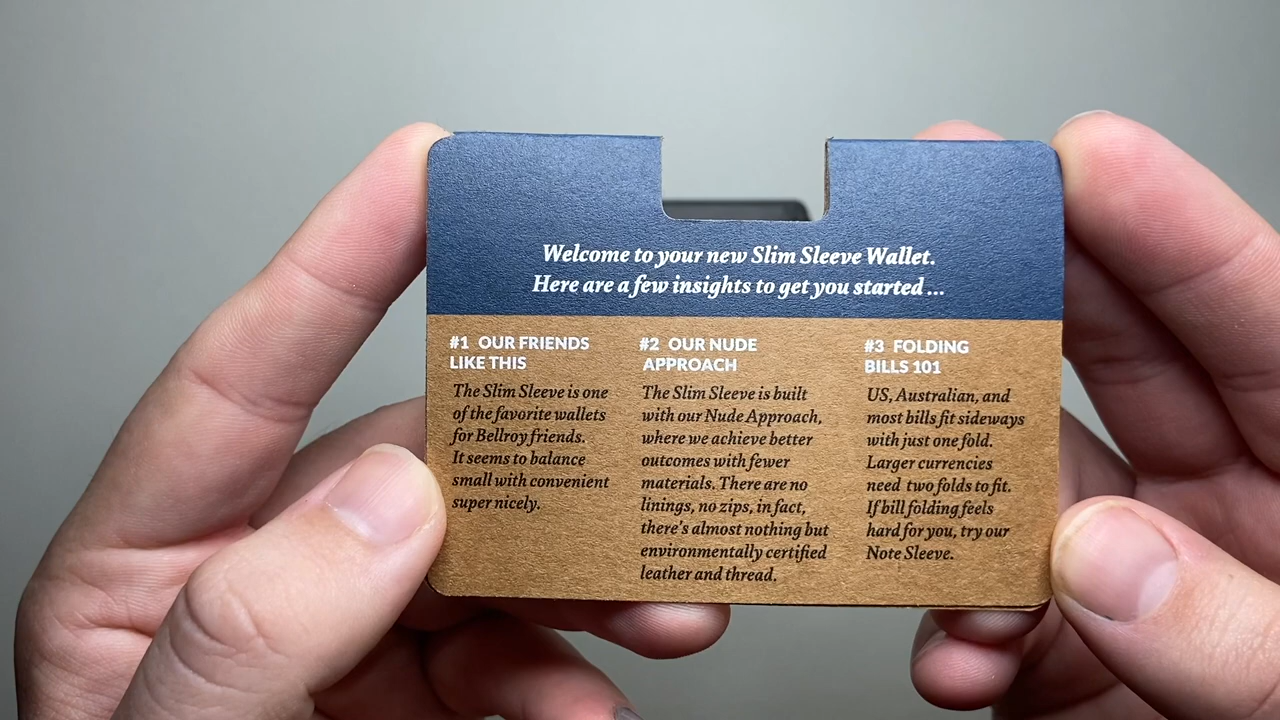 Welcome to your new Slim Sleeve Wallet.
Here are a few insights to get you started ...
#1 OUR FRIENDS
LIKE THIS
The Slim Sleeve is one
of the favorite wallets
for Bellroy friends.
It seems to balance
small with convenient
super nicely.
#2 OUR NUDE
APPROACH
The Slim Sleeve is built
with our Nude Approach,
where we achieve better
outcomes with fewer
materials. There are no
linings, no zips, in fact,
there's almost nothing but
environmentally certified
leather and thread.
#3 FOLDING
BILLS 101
US, Australian, and
most bills fit sideways
with just one fold.
Larger currencies
need two folds to fit.
If bill folding feels
hard for you, try our
Note Sleeve.